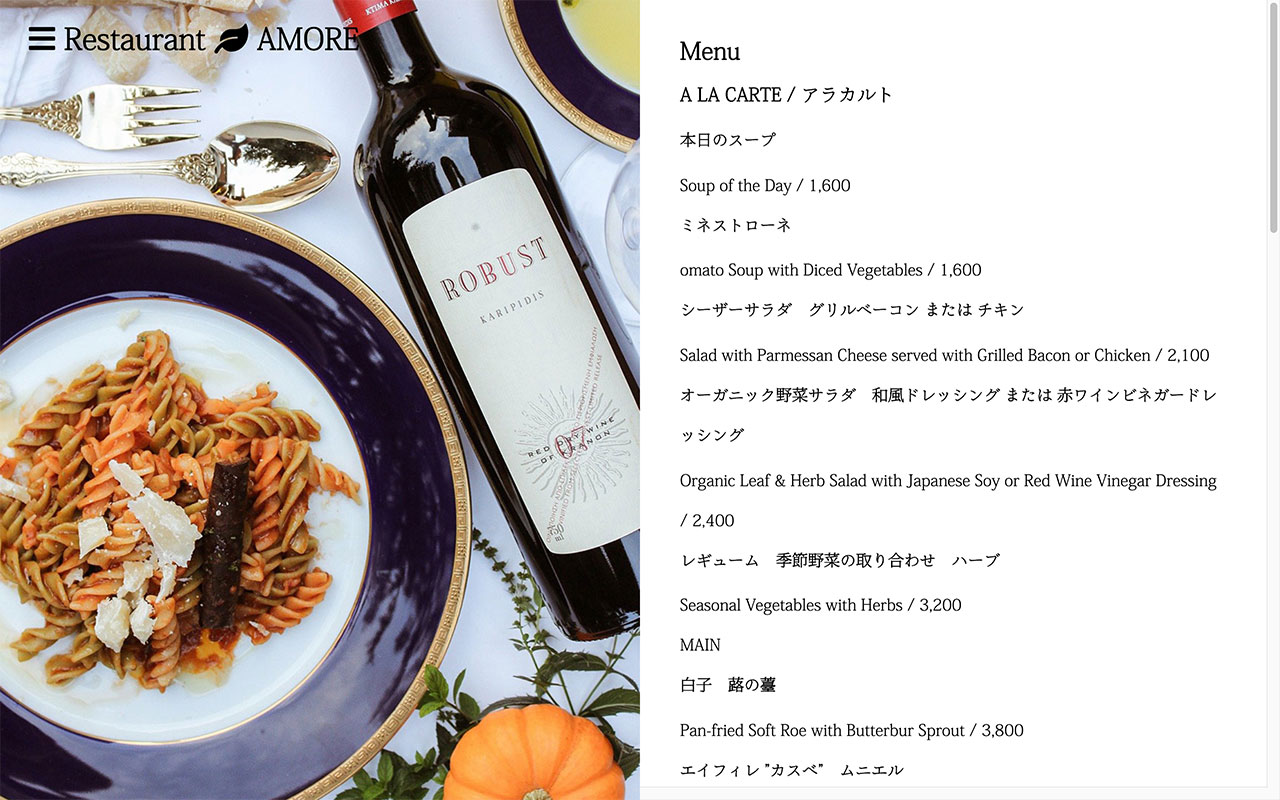 Restaurant AMORE
ROBUST
KARIPIDIS
RED DRY WINE
Menu
A LA CARTE / アラカルト
本日のスープ
Soup of the Day / 1,600
ミネストローネ
omato Soup with Diced Vegetables / 1,600
シーザーサラダ　グリルベーコン または チキン
Salad with Parmessan Cheese served with Grilled Bacon or Chicken / 2,100
オーガニック野菜サラダ　和風ドレッシング または 赤ワインビネガードレ
ッシング
Organic Leaf & Herb Salad with Japanese Soy or Red Wine Vinegar Dressing
/ 2,400
レギューム　季節野菜の取り合わせ　ハーブ
Seasonal Vegetables with Herbs / 3,200
MAIN
白子　蕗の薹
Pan-fried Soft Roe with Butterbur Sprout / 3,800
エイフィレ ”カスベ”　ムニエル